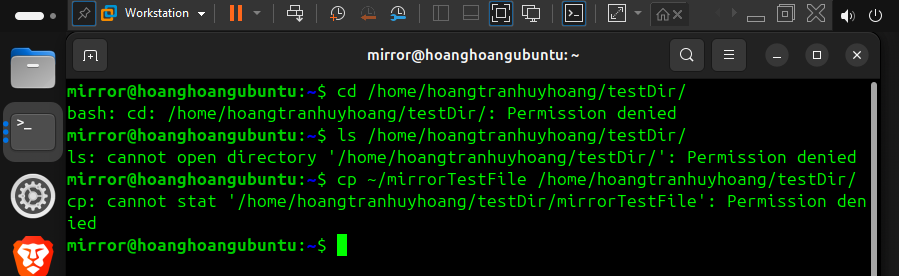 Workstation
mirror@hoanghoangubuntu: ~
mirror@hoanghoangubuntu:~$ cd /home/hoangtranhuyhoang/testDir/
bash: cd: /home/hoangtranhuyhoang/testDir/: Permission denied
mirror@hoanghoangubuntu:~$ ls /home/hoangtranhuyhoang/testDir/
ls: cannot open directory '/home/hoangtranhuyhoang/testDir/': Permission denied
mirror@hoanghoangubuntu:~$ cp ~/mirrorTestFile /home/hoangtranhuyhoang/testDir/
cp: cannot stat '/home/hoangtranhuyhoang/testDir/mirrorTestFile': Permission den
ied
mirror@hoanghoangubuntu:~$